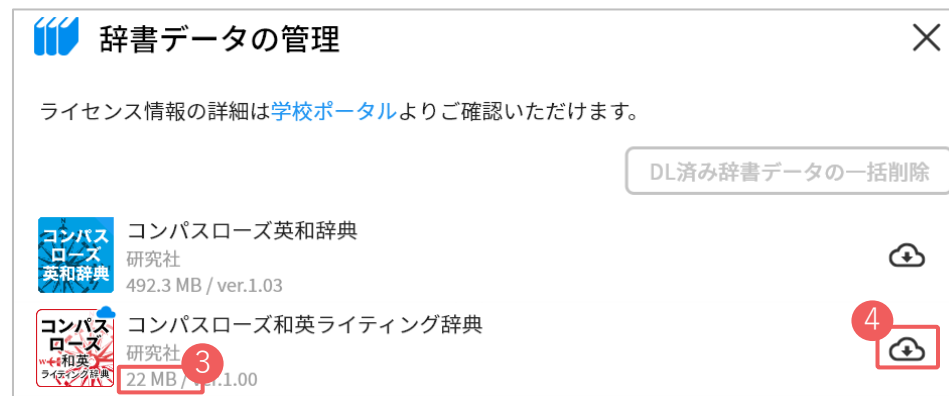 辞書データの管理
ライセンス情報の詳細は学校ポータルよりご確認いただけます。
DL済み辞書データの一括削除
コンパス
ローズ
英和辞典
コンパスローズ英和辞典
研究社
492.3 MB / ver.1.03
コンパス
ローズ
和英
ライティング辞典
コンパスローズ和英ライティング辞典
研究社
3
22 MB / ver.1.00
4